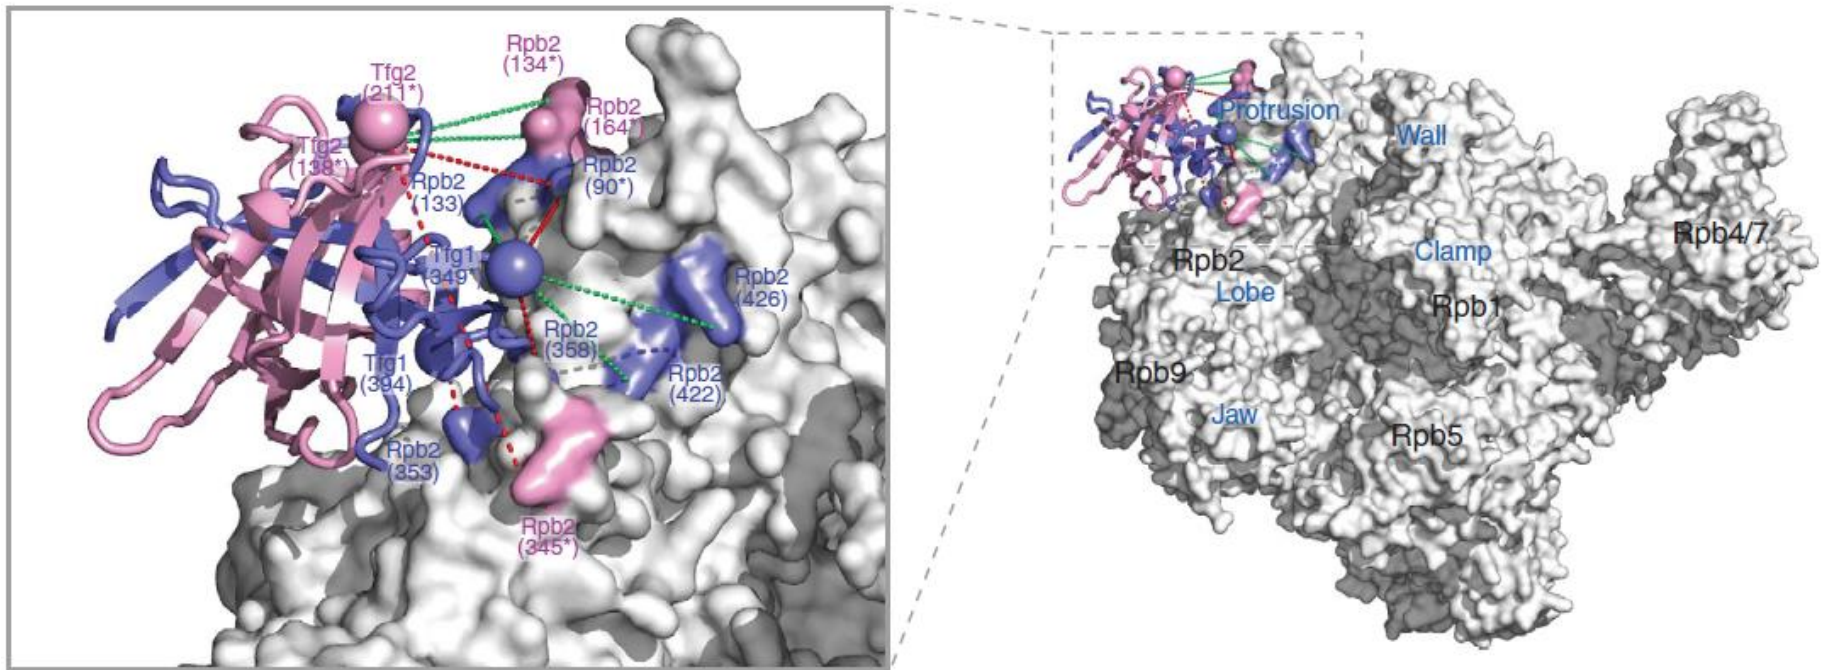 Rpb2
(134*)
Tfg2
(211*)
Rpb2
(164*)
Tfg2
(138*)
Rpb2
(90*)
Rpb2
(133)
Tfg1
(349*)
Rpb2
(426)
Rpb2
(358)
Tfg1
(394)
Rpb2
(422)
Rpb2
(353)
Rpb2
(345*)
Protrusion
Wall
Rpb4/7
Rpb2
Clamp
Lobe
Rpb1
Rpb9
Jaw
Rpb5